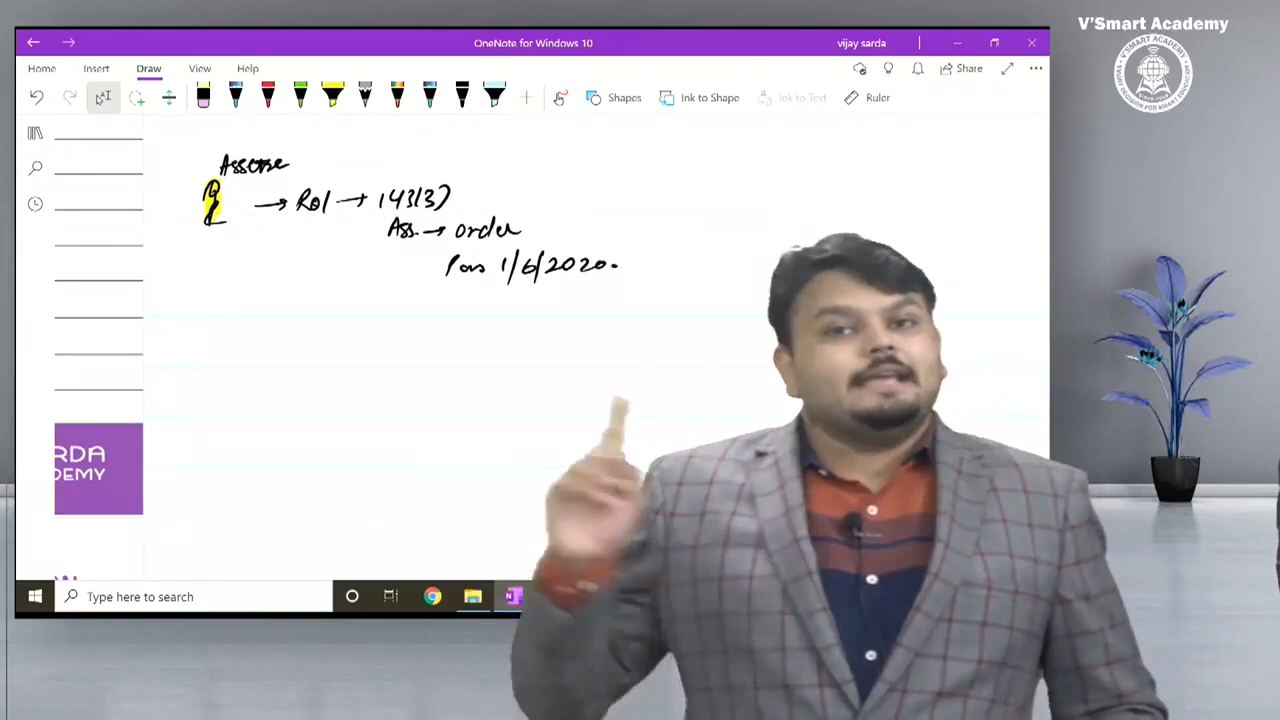 V'Smart Academy
OneNote for Windows 10
vijay sarda
Home
Insert
Draw
View
Help
Share
Shapes
Ink to Shape
Ink to Text
Ruler
Assessee
→ ROI → 143(3)
Ass. → order
Pass 1/6/2020.
RDA
DEMY
Type here to search